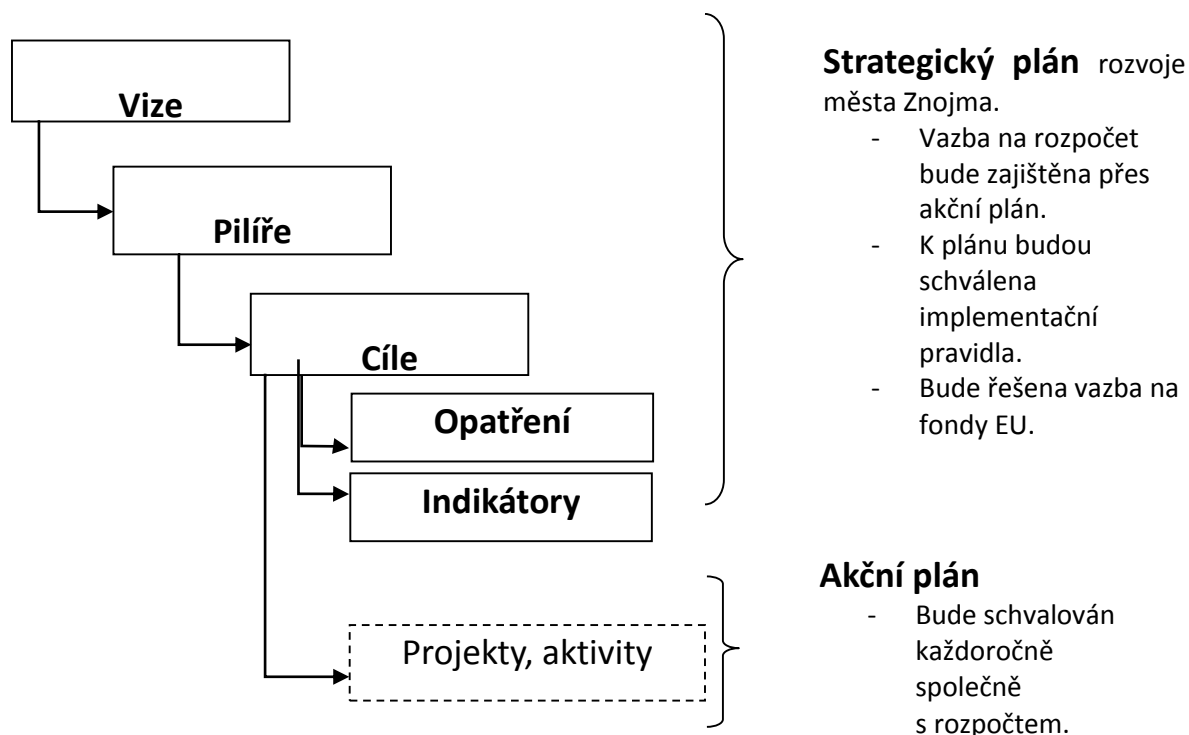 Vize
Pilíře
Cíle
Opatření
Indikátory
Projekty, aktivity
Strategický plán rozvoje
města Znojma.
- Vazba na rozpočet
bude zajištěna přes
akční plán.
- K plánu budou
schválena
implementační
pravidla.
- Bude řešena vazba na
fondy EU.
Akční plán
- Bude schvalován
každoročně
společně
s rozpočtem.